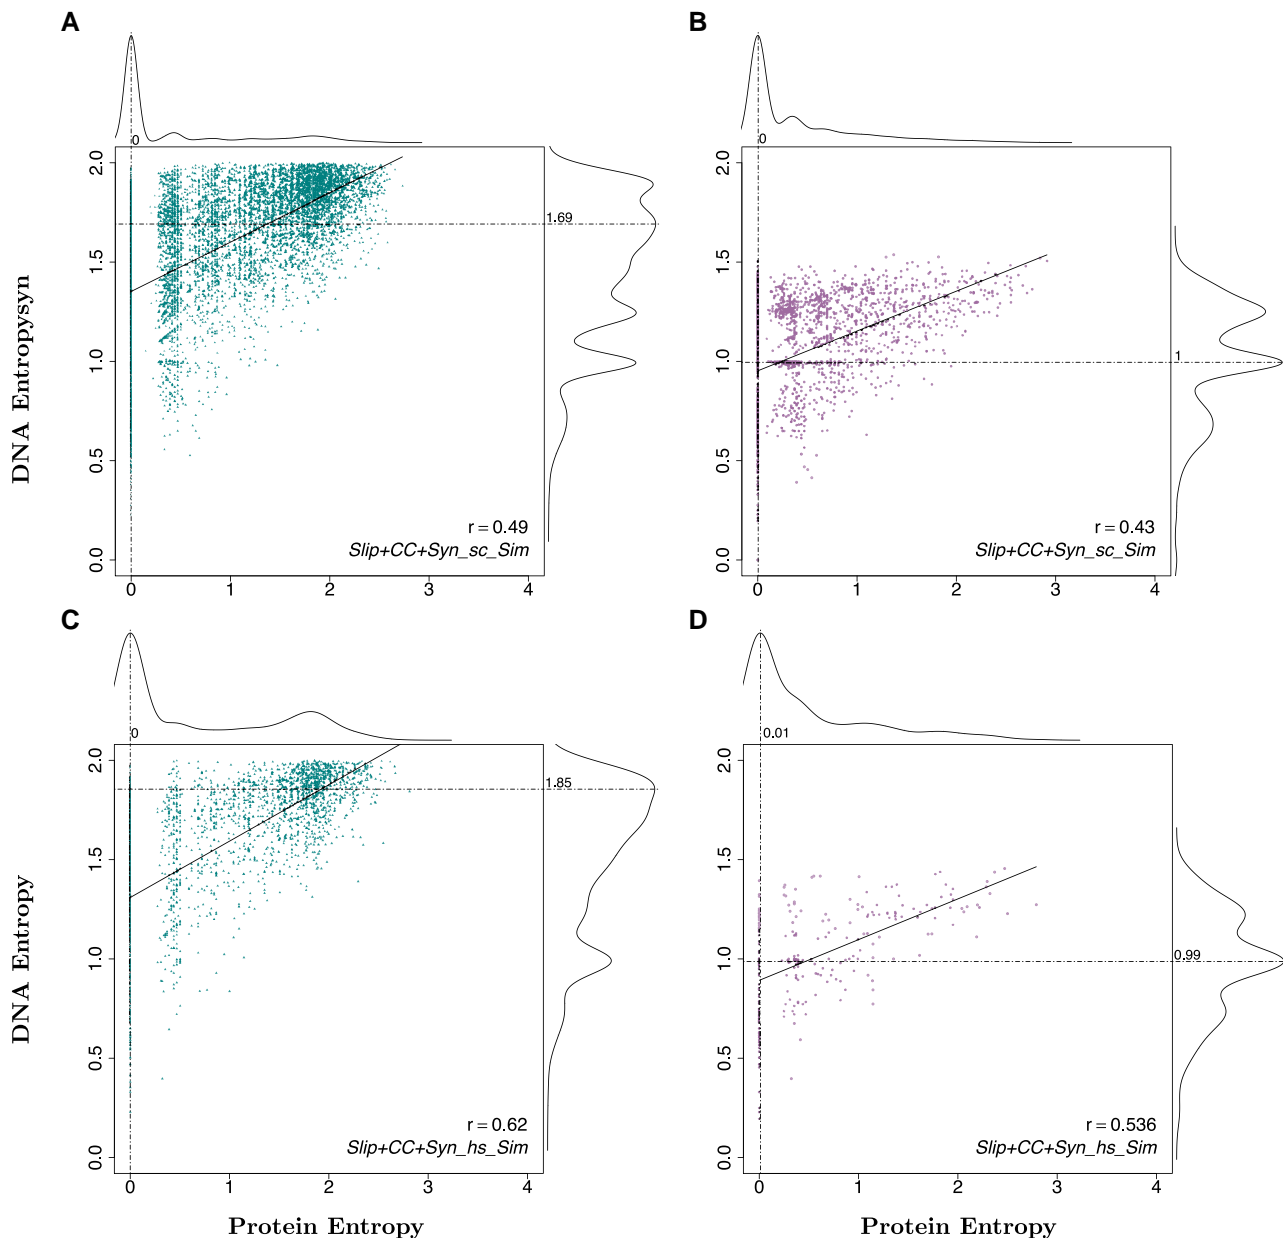 A
B
0
0
2.0
1.5
1.0
0.5
0.0
1.69
DNA Entropysyn
r = 0.49
Slip+CC+Syn_sc_Sim
0 1 2 3 4
2.0
1.5
1.0
0.5
0.0
1
r = 0.43
Slip+CC+Syn_sc_Sim
0 1 2 3 4
C
D
0
0.01
2.0
1.5
1.0
0.5
0.0
1.85
DNA Entropy
r = 0.62
Slip+CC+Syn_hs_Sim
0 1 2 3 4
Protein Entropy
2.0
1.5
1.0
0.5
0.0
0.99
r = 0.536
Slip+CC+Syn_hs_Sim
0 1 2 3 4
Protein Entropy